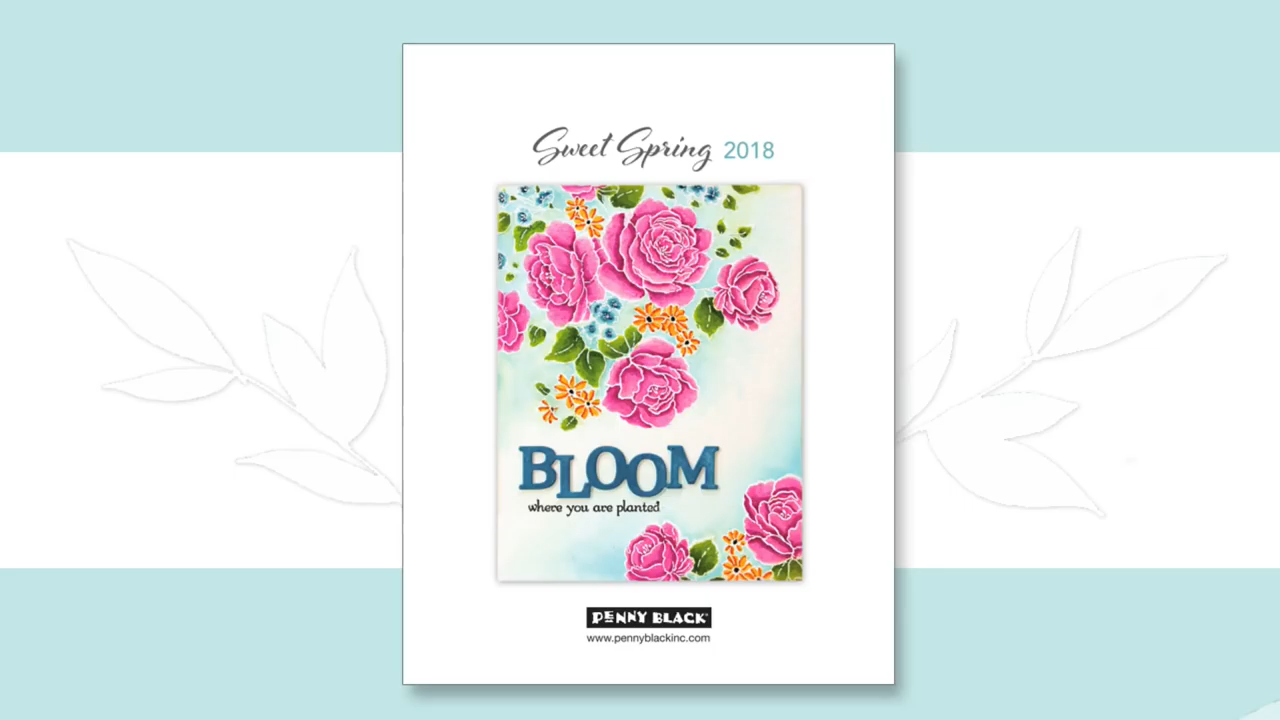 Sweet Spring 2018
BLOOM
where you are planted
PENNY BLACK®
www.pennyblackinc.com